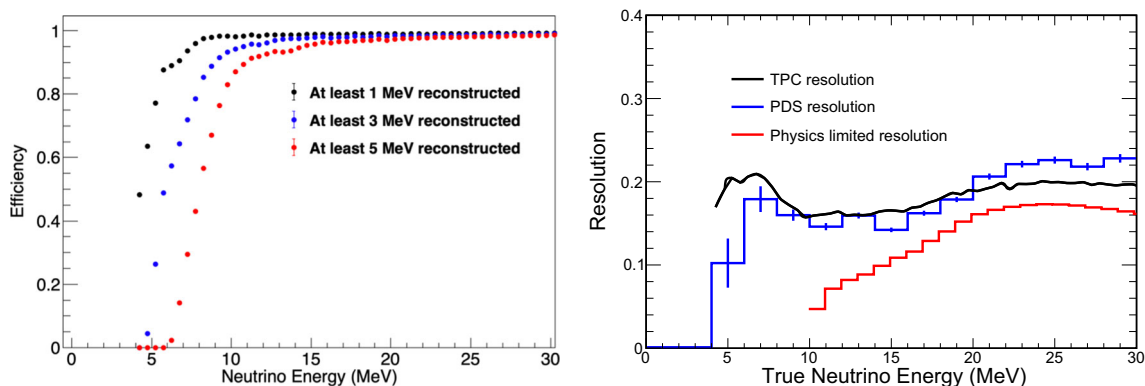 1
0.8
0.6
0.4
0.2
0
Efficiency
At least 1 MeV reconstructed
At least 3 MeV reconstructed
At least 5 MeV reconstructed
0 5 10 15 20 25 30
Neutrino Energy (MeV)
0.4
0.3
0.2
0.1
0.0
Resolution
TPC resolution
PDS resolution
Physics limited resolution
0 5 10 15 20 25 30
True Neutrino Energy (MeV)